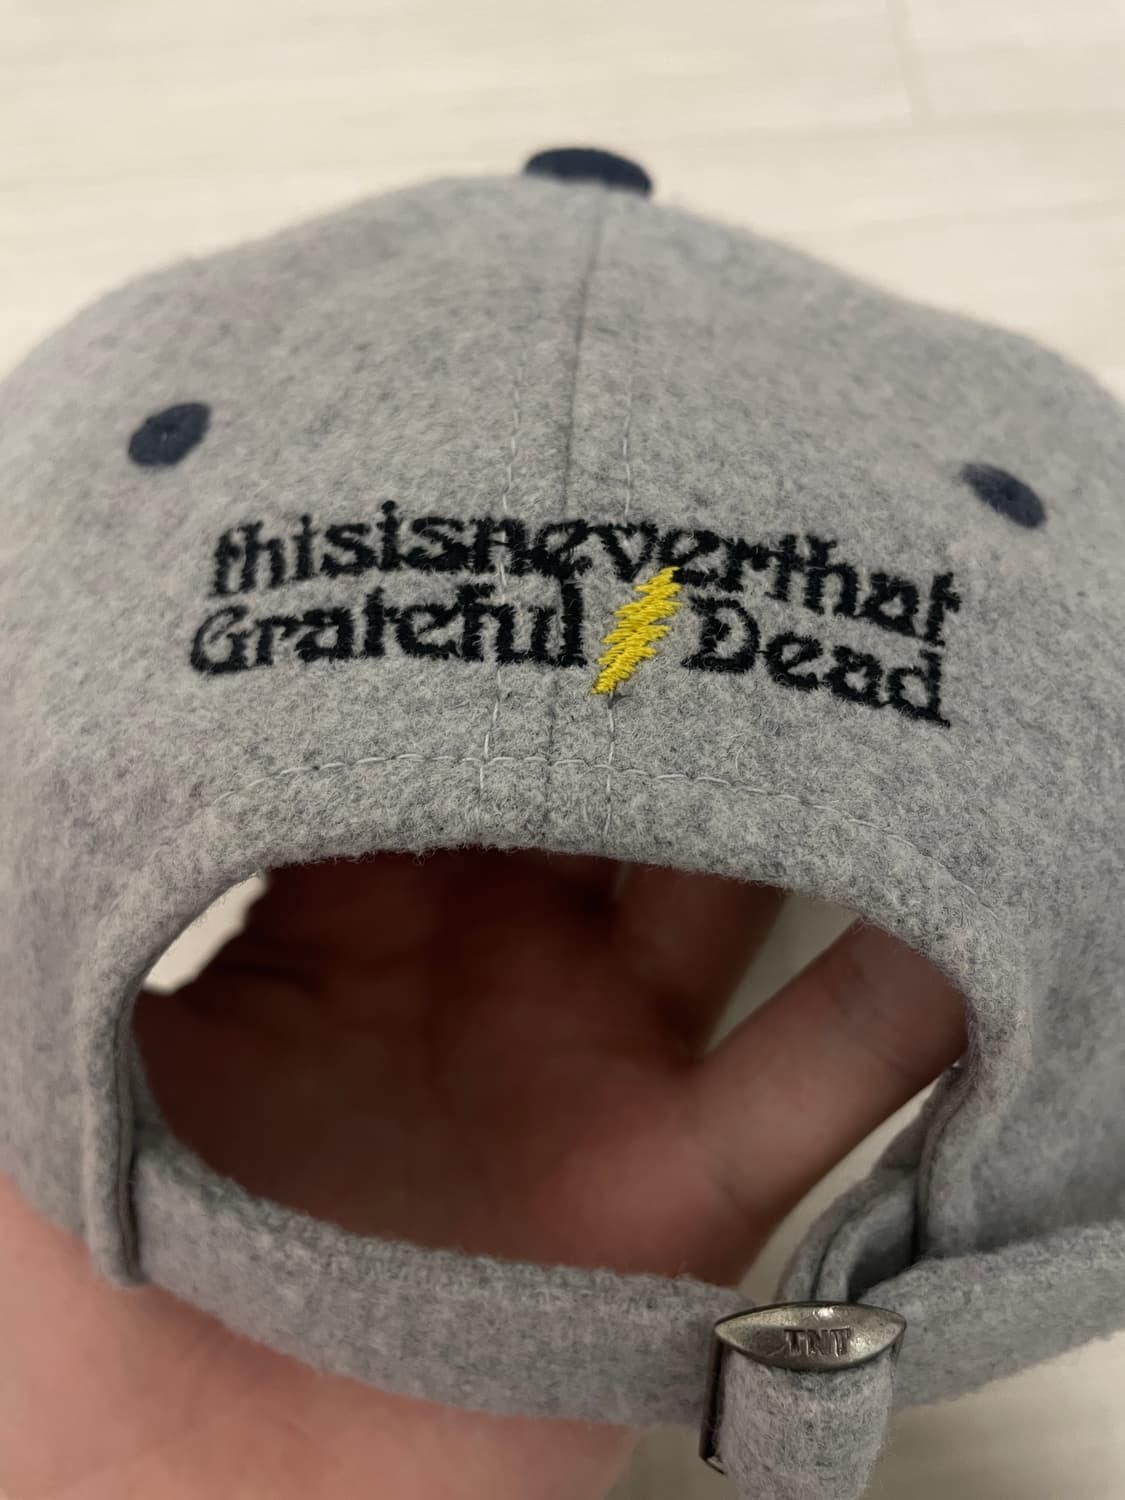 thisisneverthat
Grateful Dead
TNT